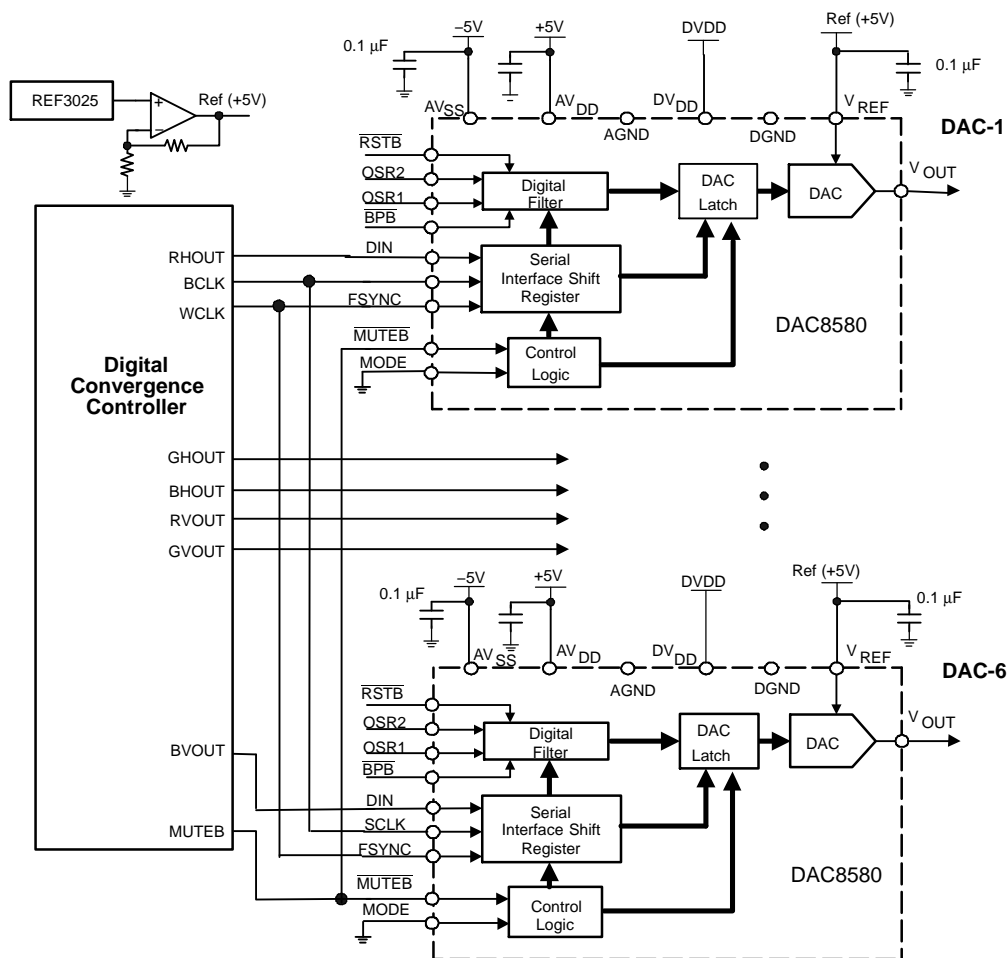 −5V
+5V
DVDD
Ref (+5V)
0.1 µF
0.1 µF
REF3025
+
−
Ref (+5V)
AVSS
AVDD
AGND
DVDD
DGND
VREF
DAC-1
RSTB
OSR2
OSR1
BPB
Digital
Filter
DAC
Latch
DAC
VOUT
RHOUT
BCLK
WCLK
DIN
FSYNC
Serial
Interface Shift
Register
DAC8580
MUTEB
MODE
Control
Logic
Digital
Convergence
Controller
GHOUT
BHOUT
RVOUT
GVOUT
−5V
+5V
DVDD
Ref (+5V)
0.1 µF
0.1 µF
AVSS
AVDD
AGND
DVDD
DGND
VREF
DAC-6
RSTB
OSR2
OSR1
BPB
Digital
Filter
DAC
Latch
DAC
VOUT
BVOUT
MUTEB
DIN
SCLK
FSYNC
Serial
Interface Shift
Register
DAC8580
MUTEB
MODE
Control
Logic